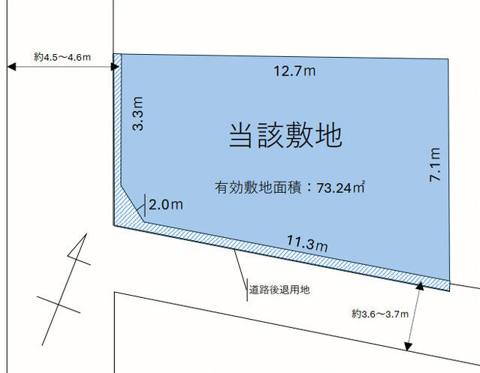 約4.5～4.6m
12.7m
3.3m
当該敷地
7.1m
有効敷地面積：73.24㎡
2.0m
11.3m
道路後退用地
約3.6～3.7m